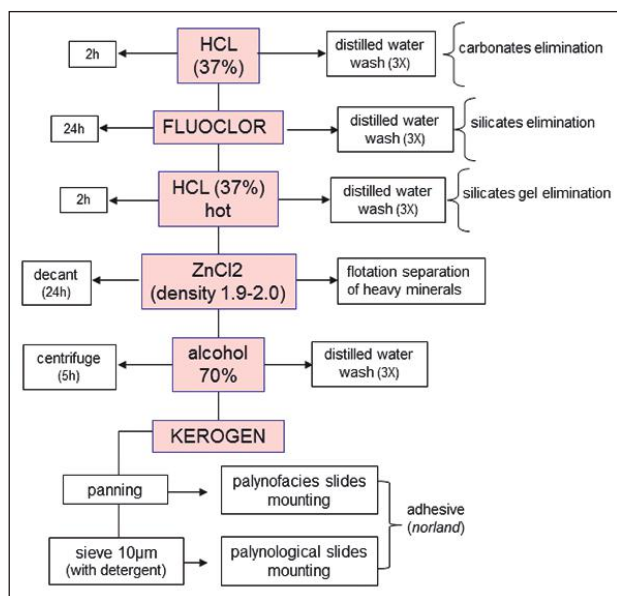 2h
HCL
(37%)
distilled water
wash (3X)
carbonates elimination
24h
FLUOCLOR
distilled water
wash (3X)
silicates elimination
2h
HCL (37%)
hot
distilled water
wash (3X)
silicates gel elimination
decant
(24h)
ZnCl2
(density 1.9-2.0)
flotation separation
of heavy minerals
centrifuge
(5h)
alcohol
70%
distilled water
wash (3X)
KEROGEN
panning
palynofacies slides
mounting
adhesive
(norland)
sieve 10µm
(with detergent)
palynological slides
mounting